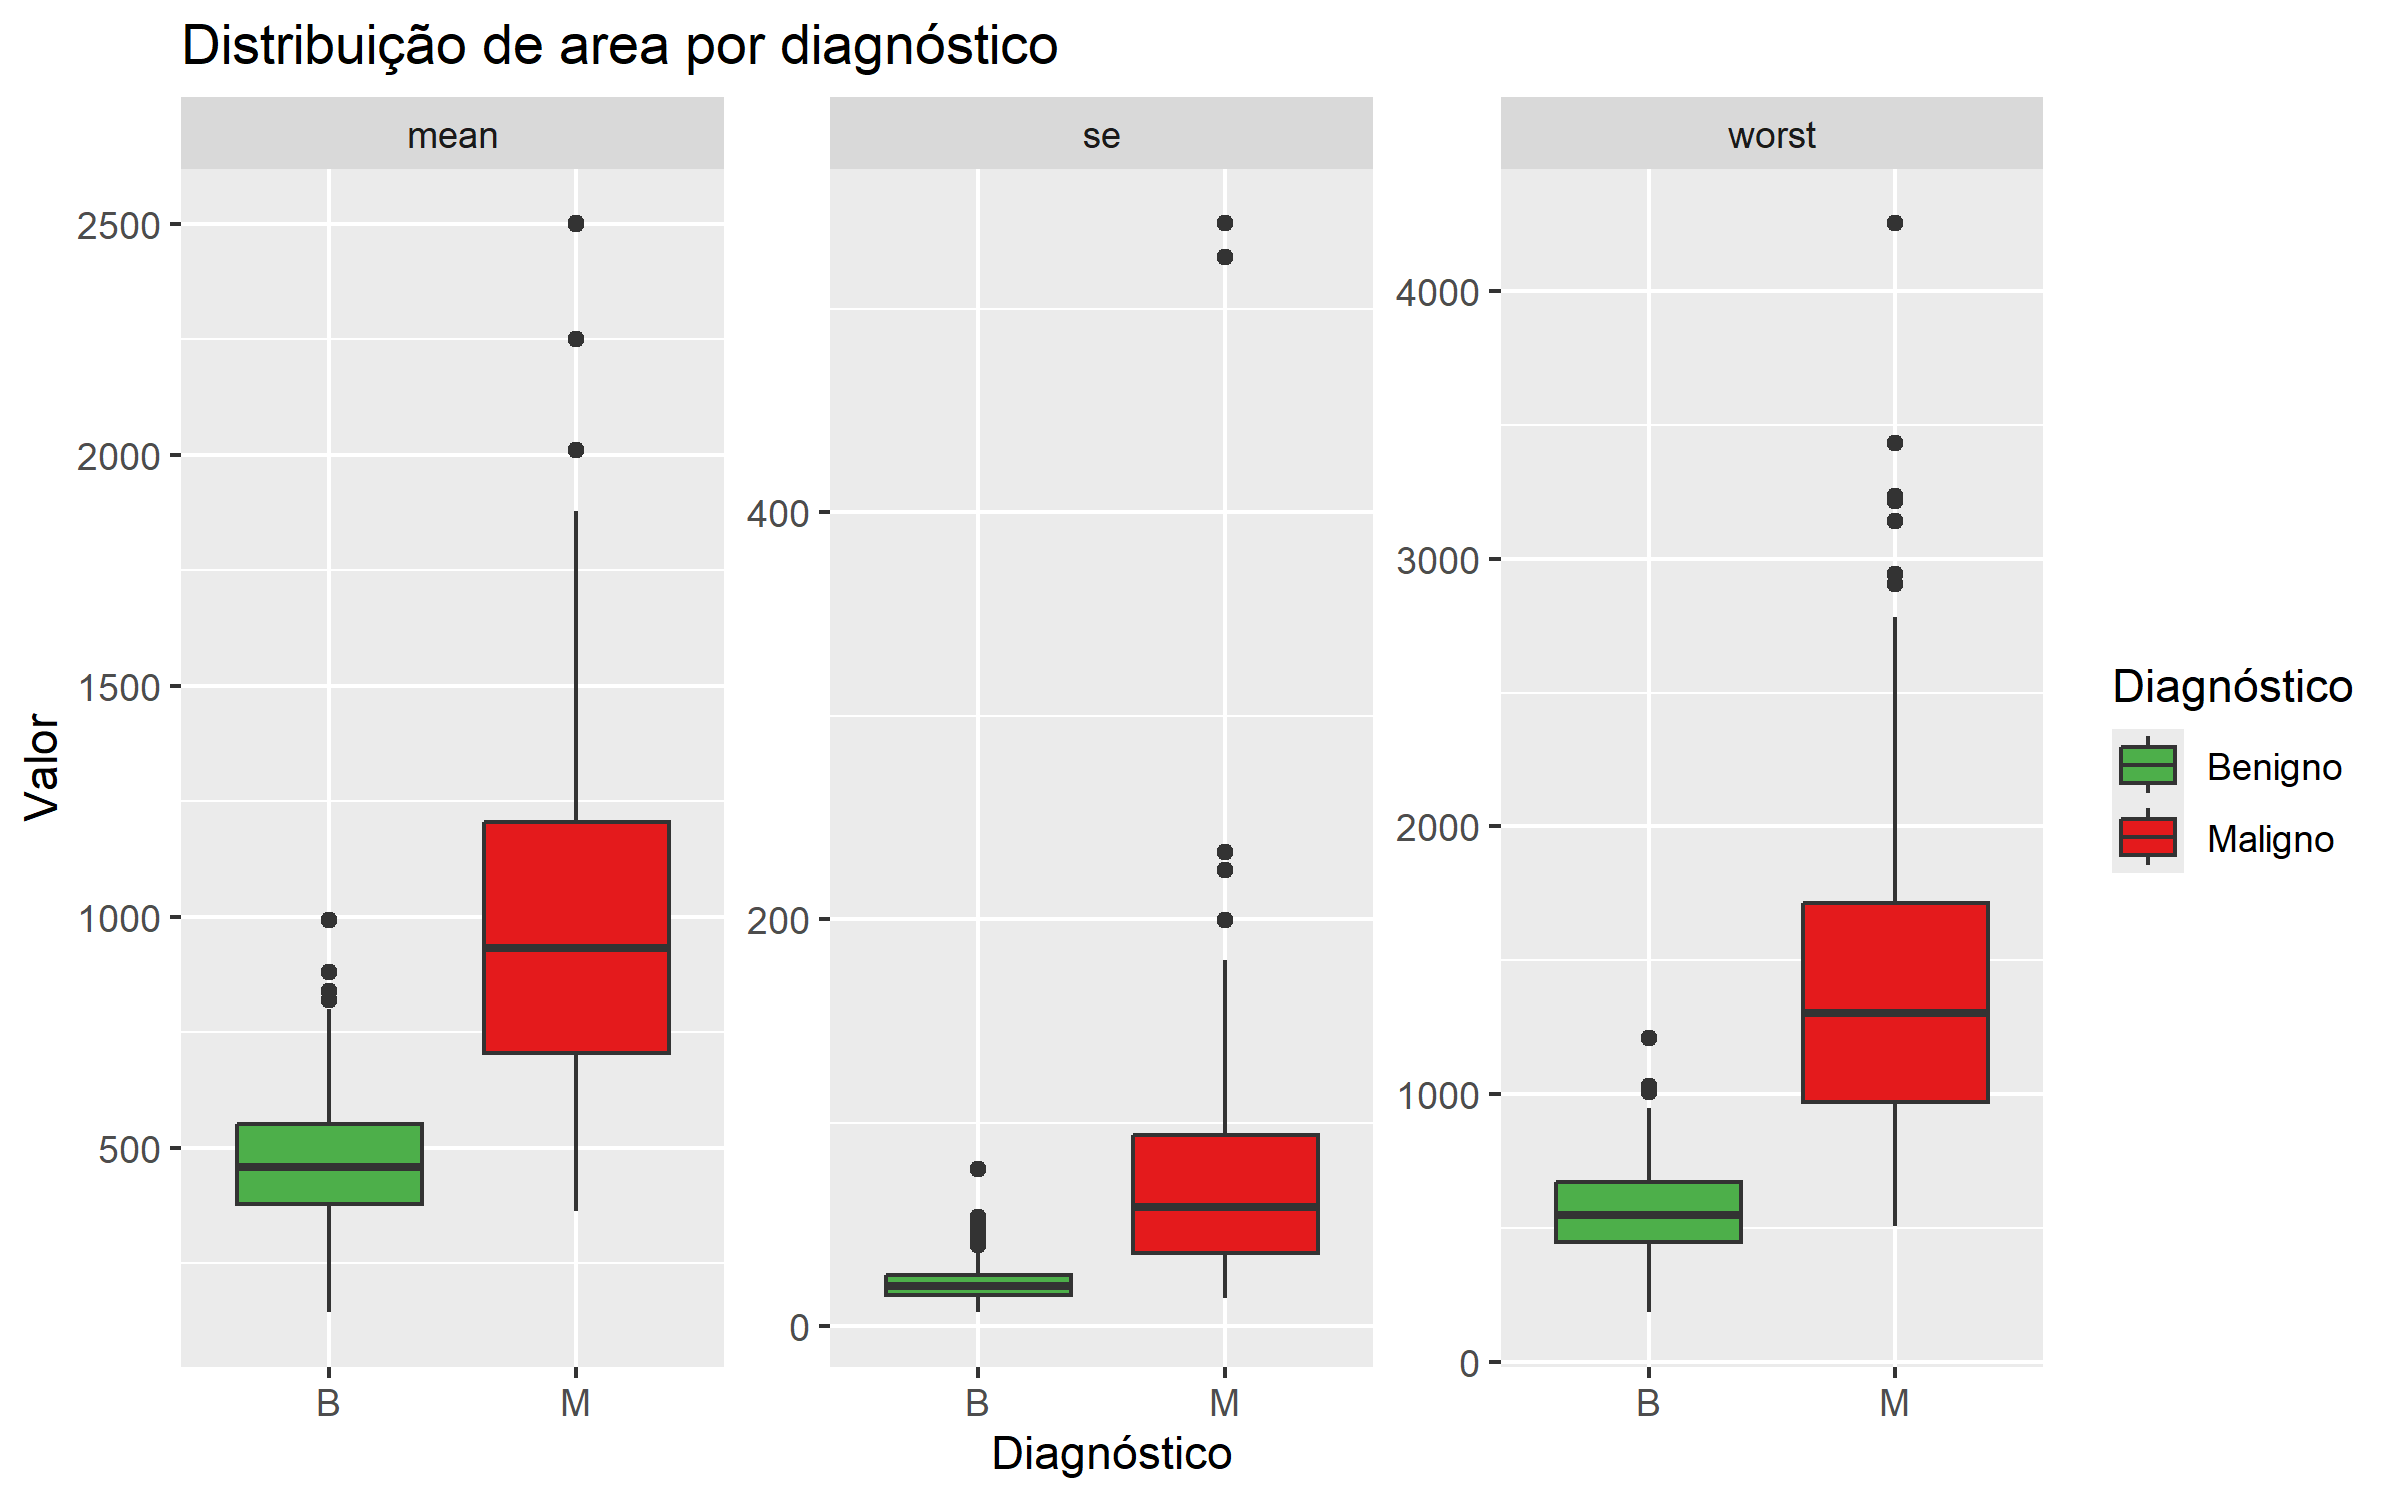 Distribuição de area por diagnóstico
mean
se
worst
Valor
2500
2000
1500
1000
500
400
200
0
4000
3000
2000
1000
0
B
M
B
M
B
M
Diagnóstico
Diagnóstico
Benigno
Maligno